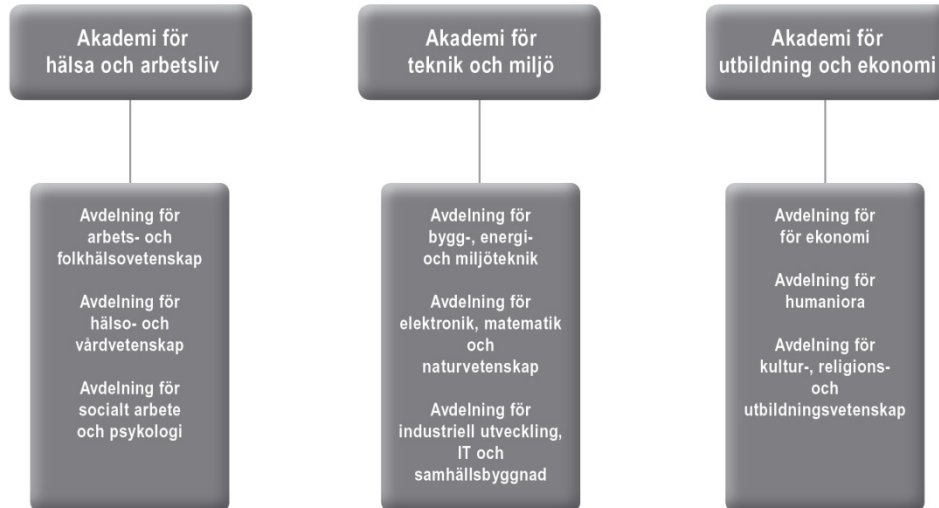 Akademi för
hälsa och arbetsliv
Avdelning för
arbets- och
folkhälsovetenskap
Avdelning för
hälso- och
vårdvetenskap
Avdelning för
socialt arbete
och psykologi
Akademi för
teknik och miljö
Avdelning för
bygg-, energi-
och miljöteknik
Avdelning för
elektronik, matematik
och
naturvetenskap
Avdelning för
industriell utveckling,
IT och
samhällsbyggnad
Akademi för
utbildning och ekonomi
Avdelning för
för ekonomi
Avdelning för
humaniora
Avdelning för
kultur-, religions-
och
utbildningsvetenskap